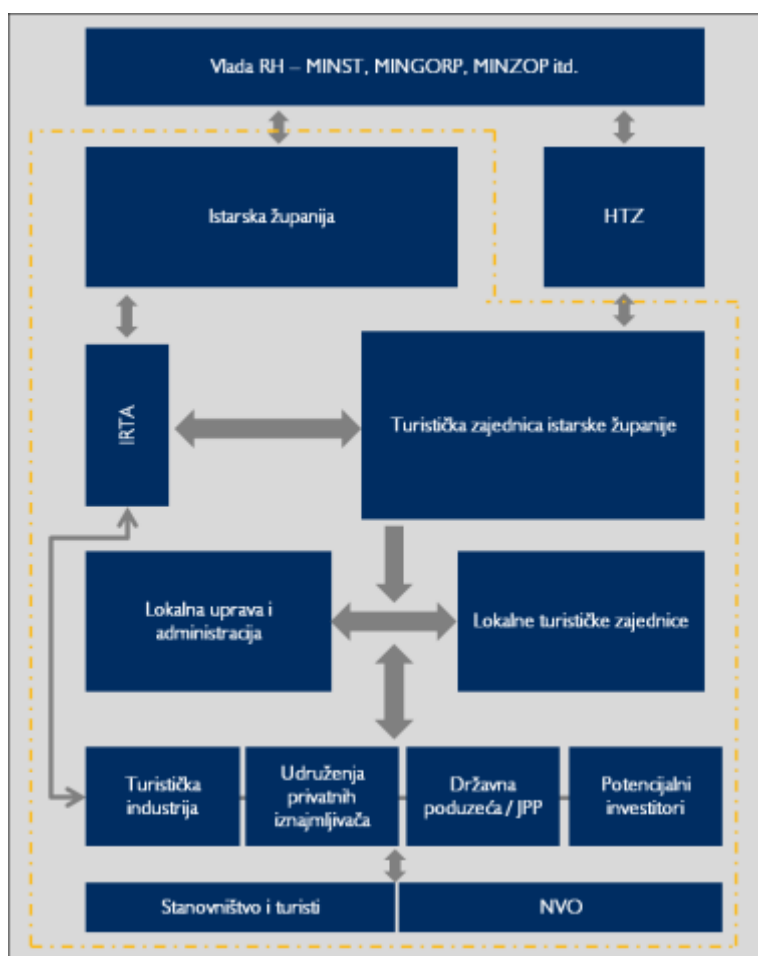 Vlada RH – MINST, MINGORP, MINZOP itd.
Istarska županija
HTZ
IRTA
Turistička zajednica istarske županije
Lokalna uprava i
administracija
Lokalne turističke zajednice
Turistička
industrija
Udruženja
privatnih
iznajmljivača
Državna
poduzeća / JPP
Potencijalni
investitori
Stanovništvo i turisti
NVO